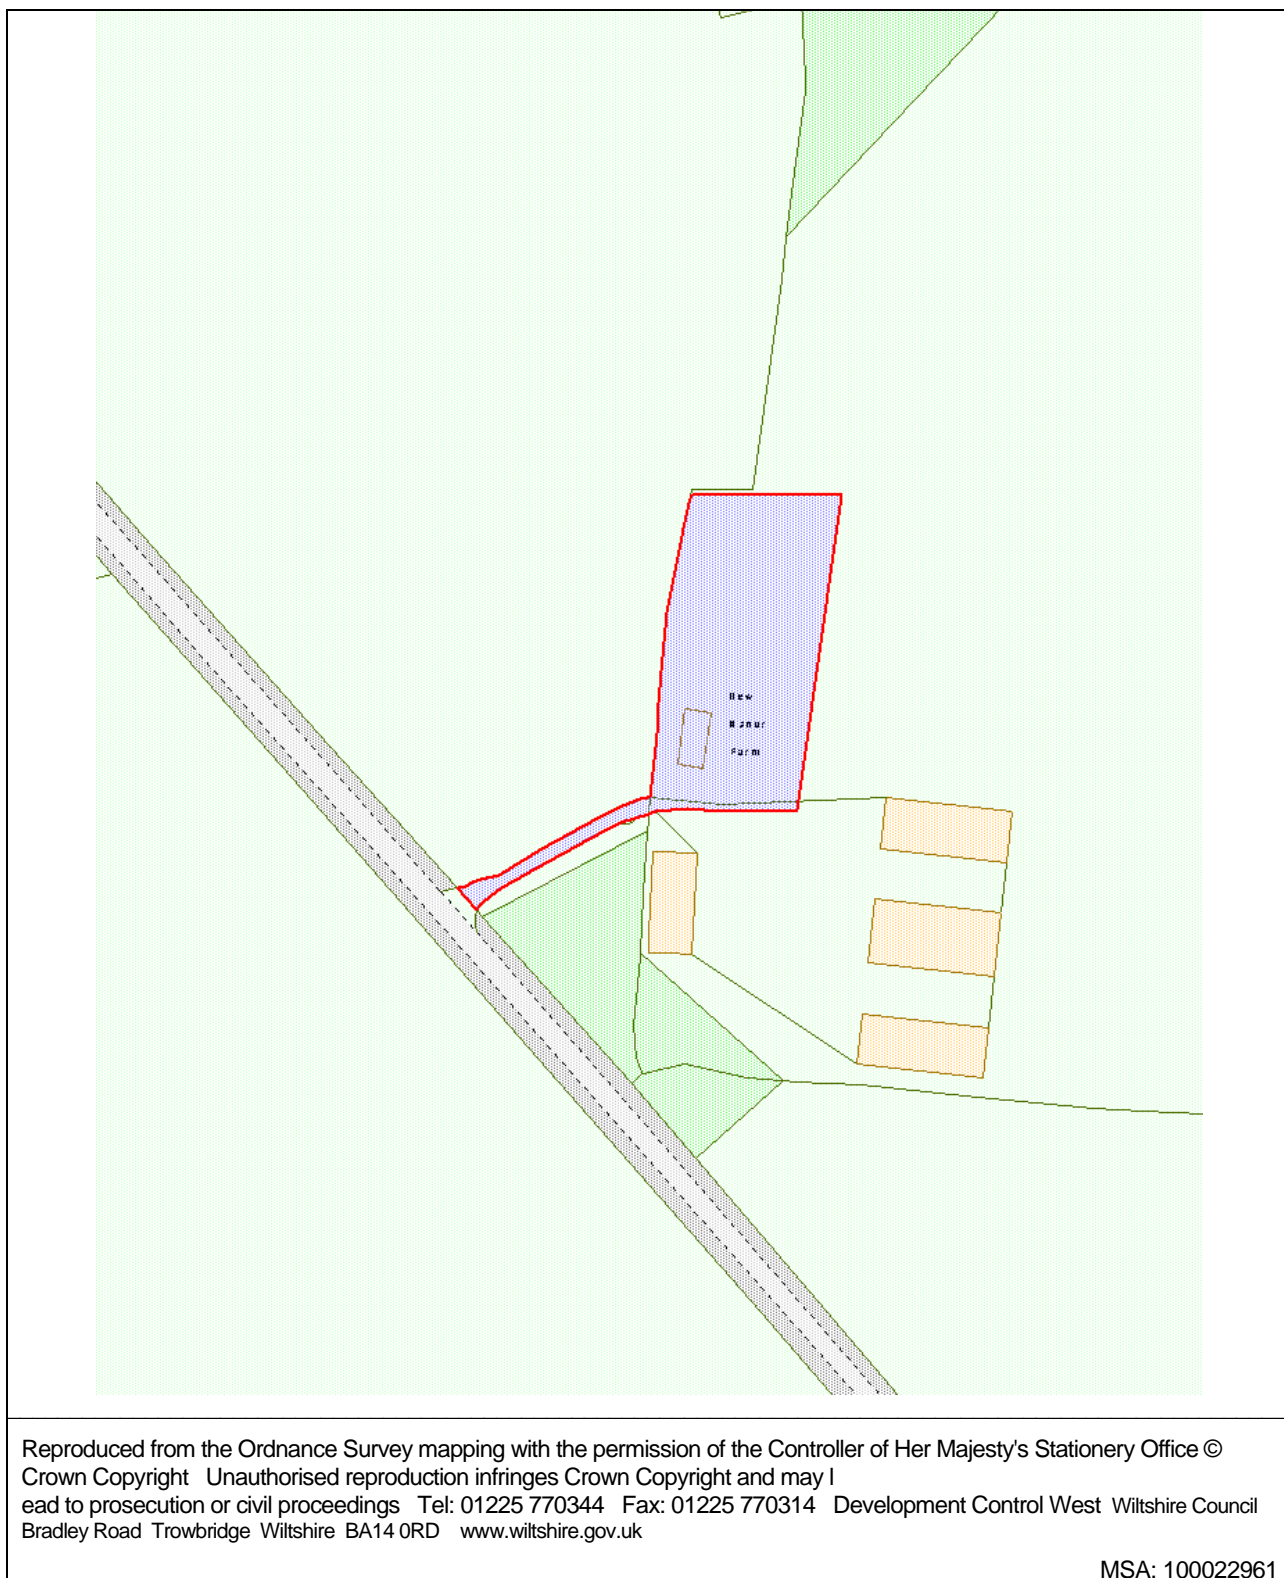 New
Manor
Farm
Reproduced from the Ordnance Survey mapping with the permission of the Controller of Her Majesty's Stationery Office ©
Crown Copyright Unauthorised reproduction infringes Crown Copyright and may l
ead to prosecution or civil proceedings Tel: 01225 770344 Fax: 01225 770314 Development Control West Wiltshire Council
Bradley Road Trowbridge Wiltshire BA14 0RD www.wiltshire.gov.uk
MSA: 100022961